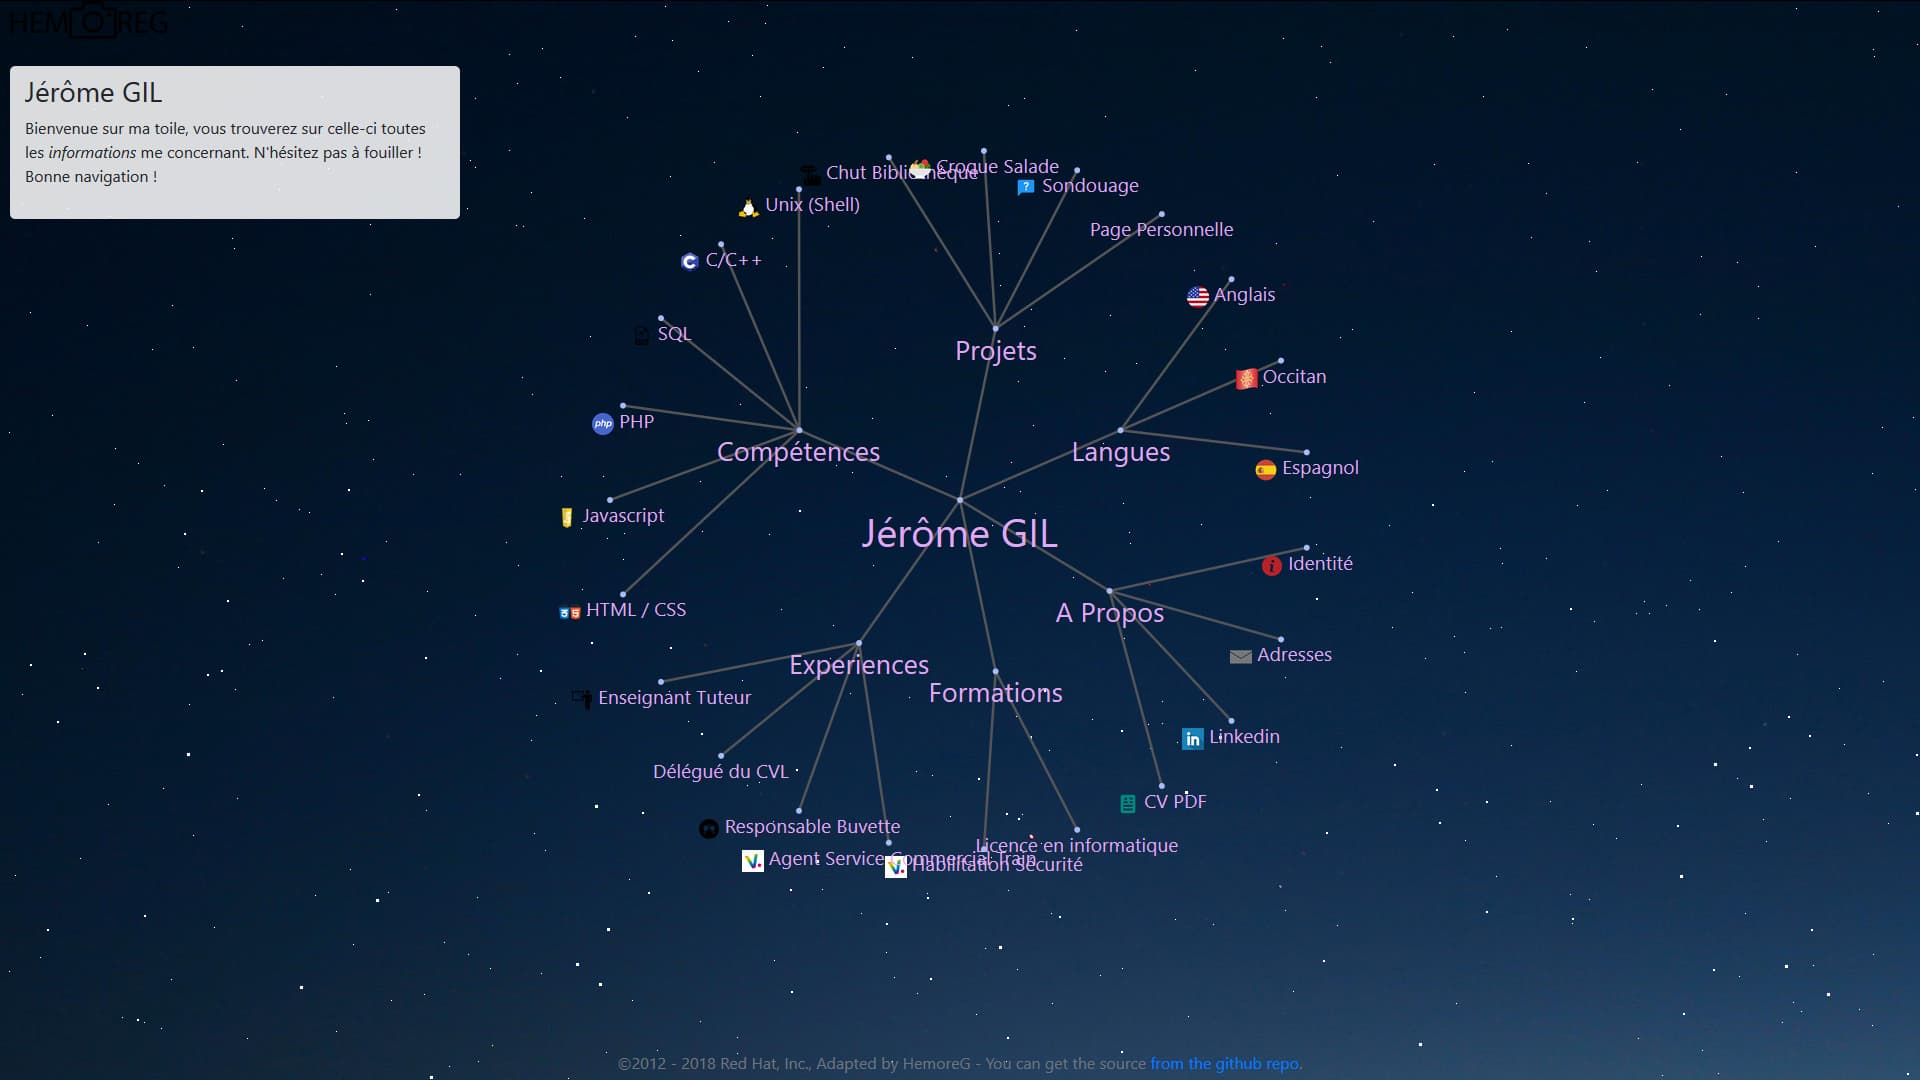 HEM REG
Jérôme GIL
Bienvenue sur ma toile, vous trouverez sur celle-ci toutes
les informations me concernant. N'hésitez pas à fouiller !
Bonne navigation !
Chut Bibliothèque
Croque Salade
Sondouage
Page Personnelle
Unix (Shell)
C/C++
SQL
PHP
Javascript
HTML / CSS
Compétences
Projets
Langues
Anglais
Occitan
Espagnol
Jérôme GIL
A Propos
Identité
Adresses
Linkedin
CV PDF
Experiences
Enseignant Tuteur
Délégué du CVL
Responsable Buvette
Agent Service Commercial Train
Formations
Licence en informatique
Habilitation Sécurité
©2012 - 2018 Red Hat, Inc., Adapted by HemoreG - You can get the source from the github repo.